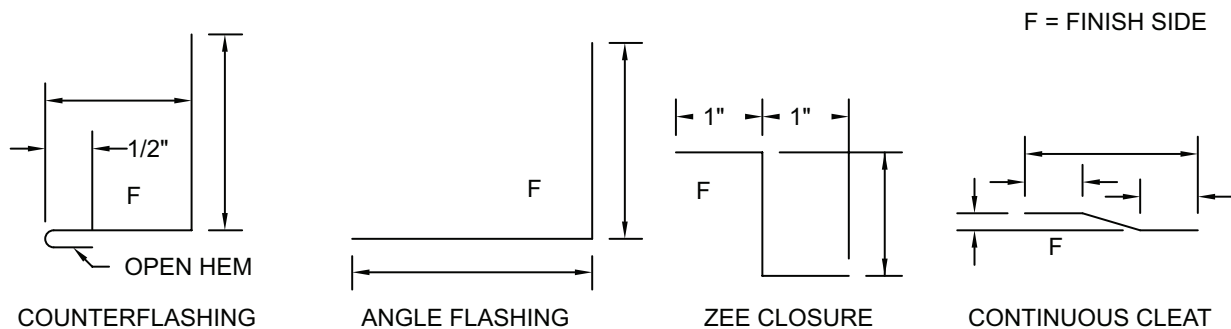 F = FINISH SIDE
1/2"
F
OPEN HEM
COUNTERFLASHING
F
ANGLE FLASHING
1" 1"
F
ZEE CLOSURE
F
CONTINUOUS CLEAT